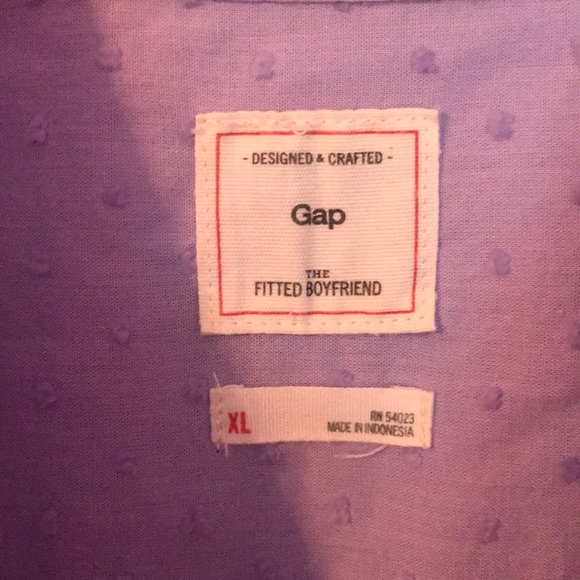 - DESIGNED & CRAFTED -
Gap
THE
FITTED BOYFRIEND
XL
RN 54023
MADE IN INDONESIA